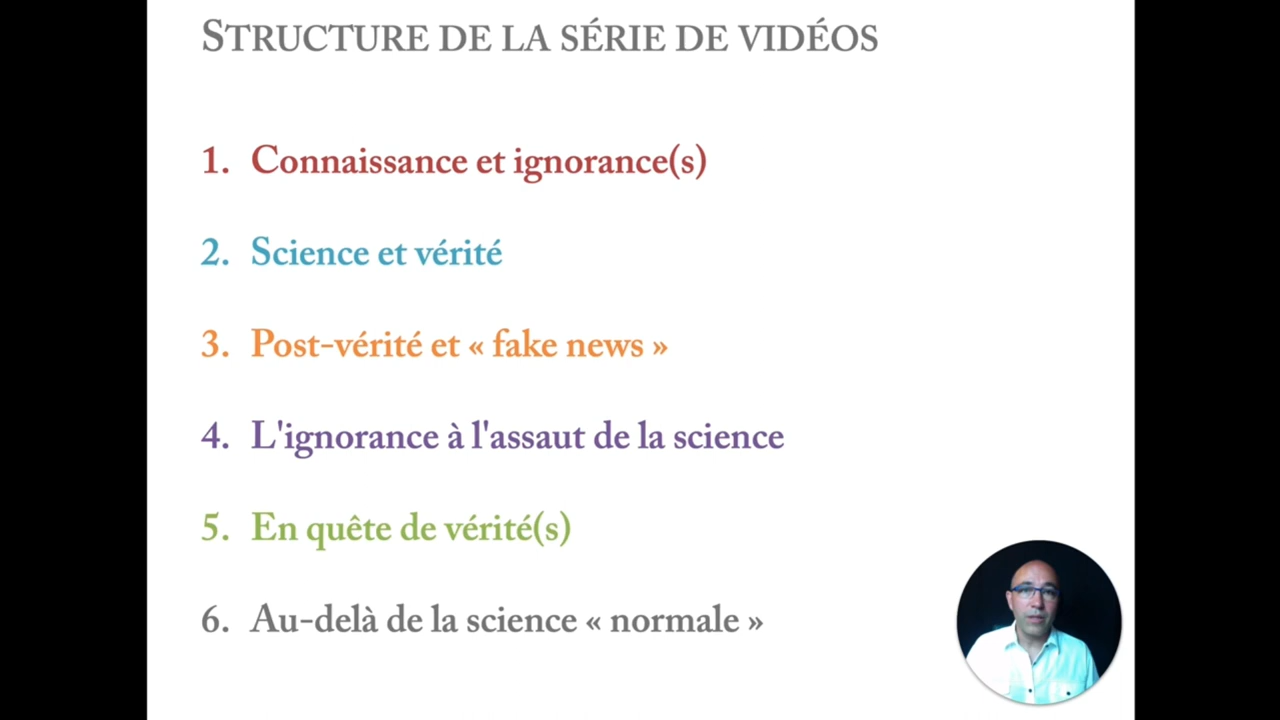 STRUCTURE DE LA SÉRIE DE VIDÉOS
1. Connaissance et ignorance(s)
2. Science et vérité
3. Post-vérité et « fake news »
4. L'ignorance à l'assaut de la science
5. En quête de vérité(s)
6. Au-delà de la science « normale »